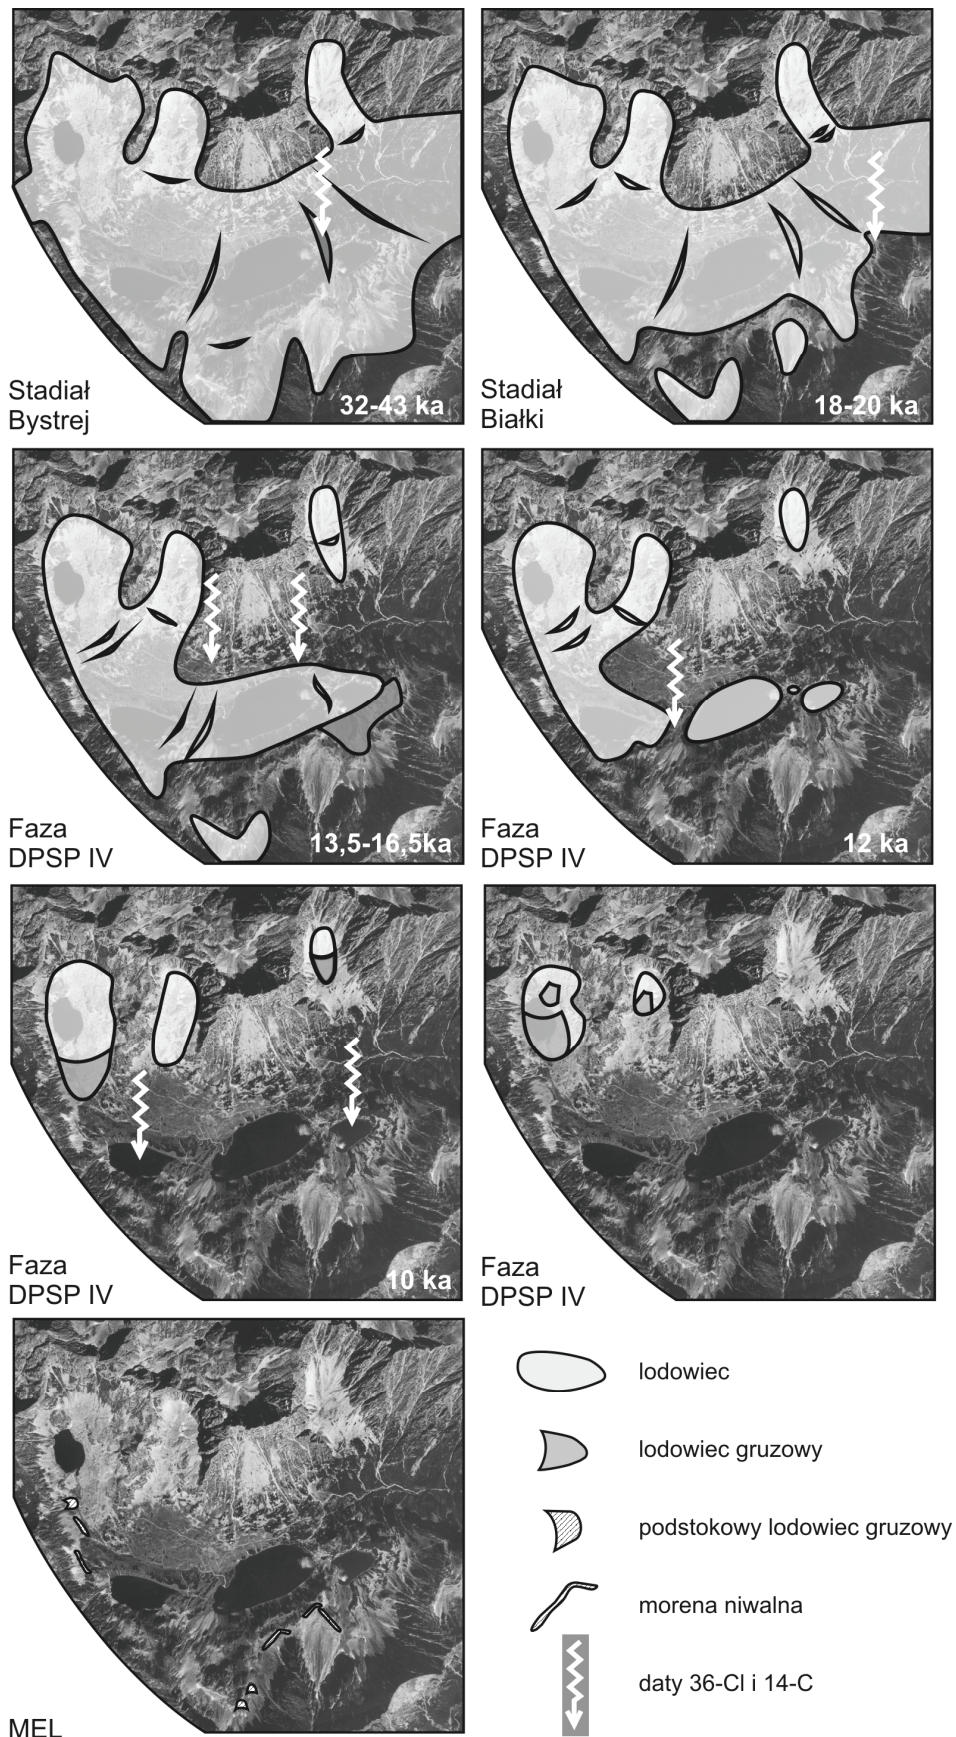 Stadiał
Bystrej
32-43 ka
Stadiał
Białki
18-20 ka
Faza
DPSP IV
13,5-16,5ka
Faza
DPSP IV
12 ka
Faza
DPSP IV
10 ka
Faza
DPSP IV
MEL
lodowiec
lodowiec gruzowy
podstokowy lodowiec gruzowy
morena niwalna
daty 36-Cl i 14-C